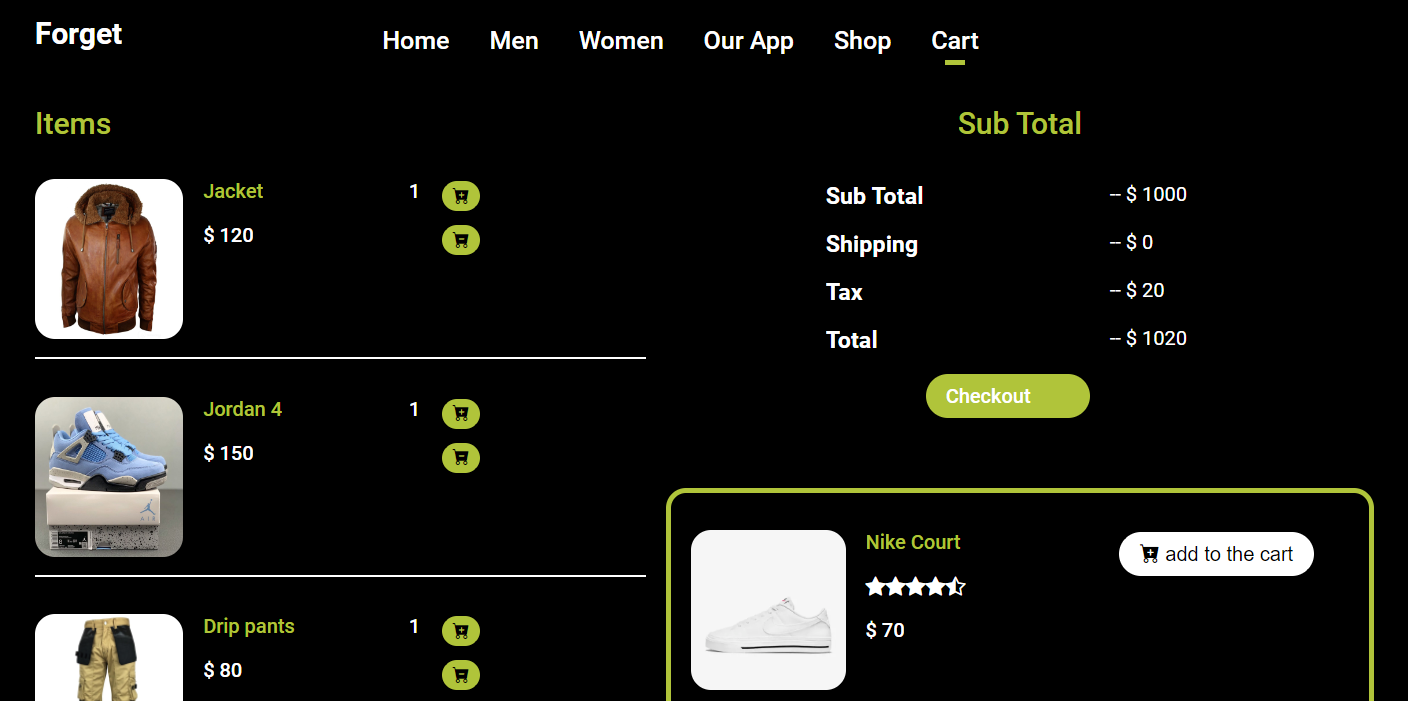 Forget
Home Men Women Our App Shop Cart
Items
Jacket 1
$ 120
Jordan 4 1
$ 150
Drip pants 1
$ 80
Sub Total
Sub Total -- $ 1000
Shipping -- $ 0
Tax -- $ 20
Total -- $ 1020
Checkout
Nike Court
add to the cart
$ 70